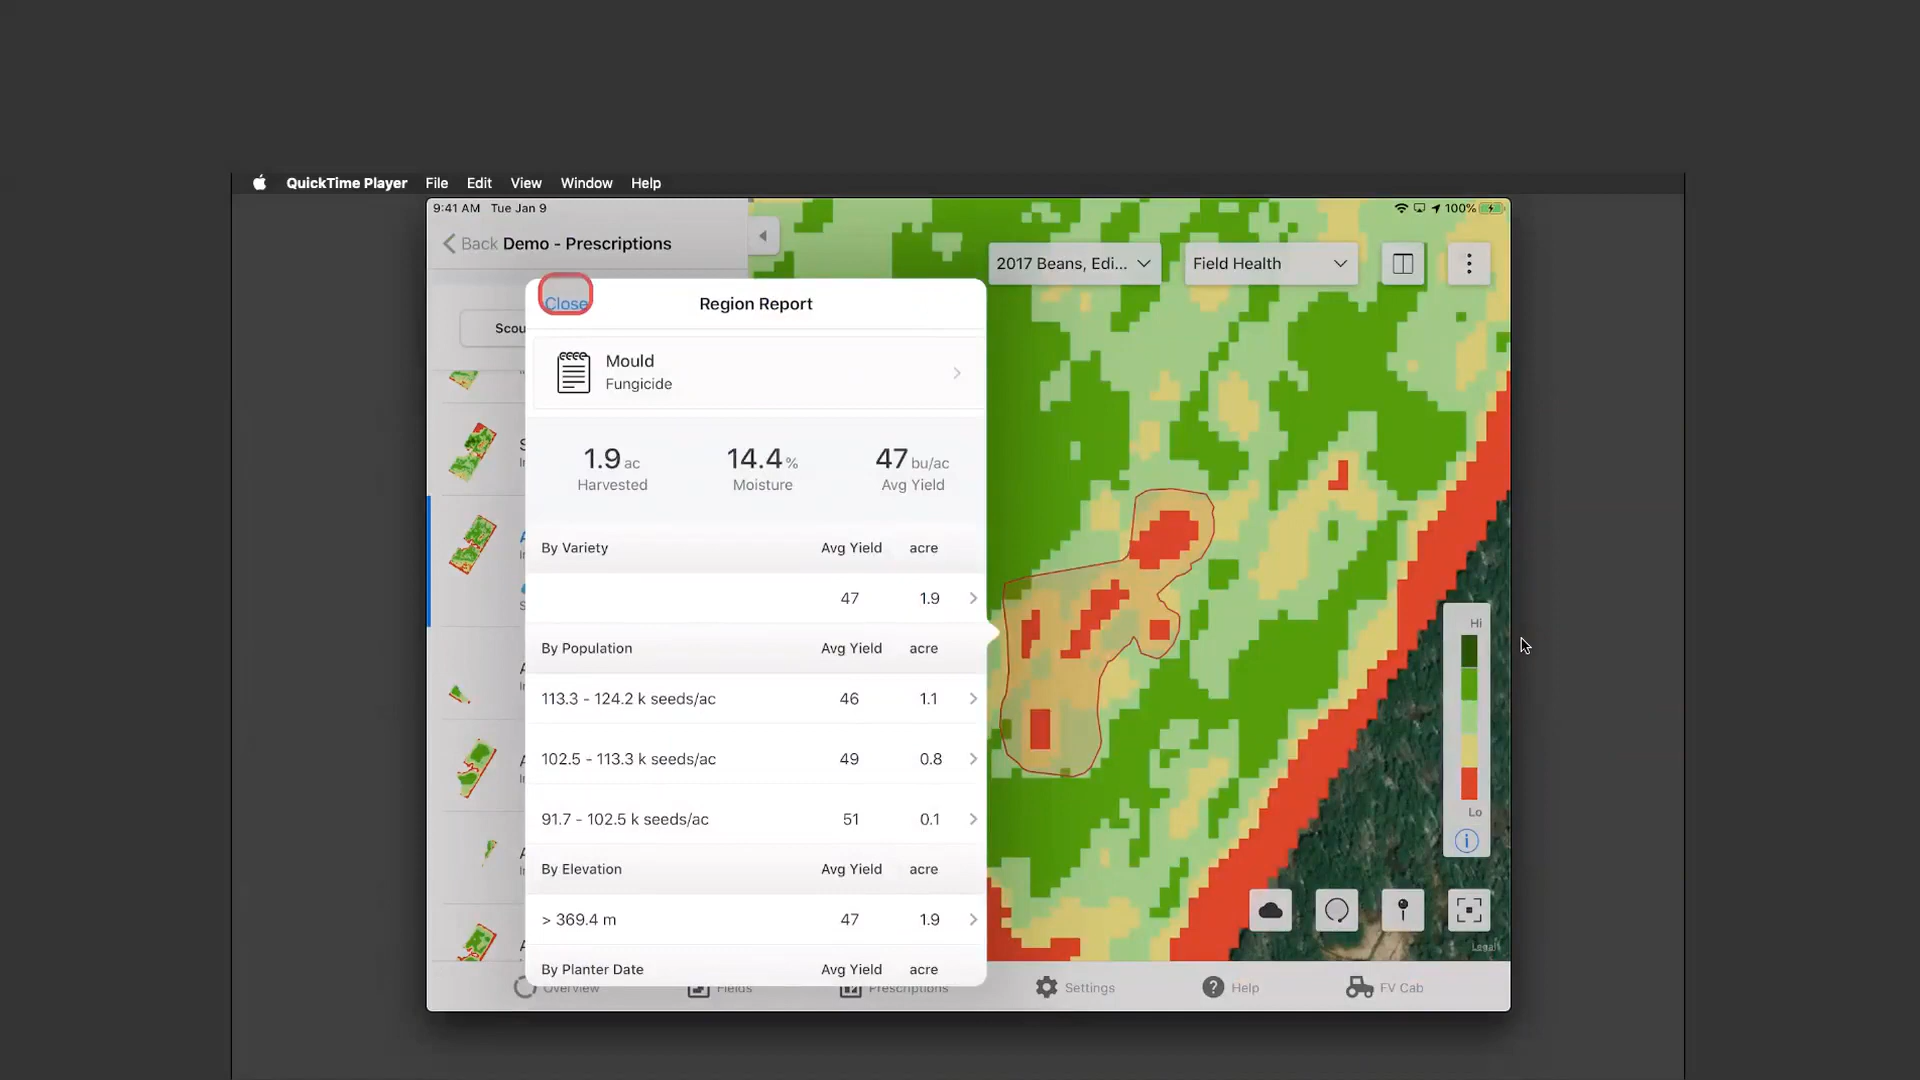 QuickTime Player File Edit View Window Help
9:41 AM Tue Jan 9
100%
Back Demo - Prescriptions
2017 Beans, Edi...
Field Health
Close
Region Report
Scou
Mould
Fungicide
1.9 ac
Harvested
14.4 %
Moisture
47 bu/ac
Avg Yield
By Variety Avg Yield acre
47 1.9
By Population Avg Yield acre
113.3 - 124.2 k seeds/ac 46 1.1
102.5 - 113.3 k seeds/ac 49 0.8
91.7 - 102.5 k seeds/ac 51 0.1
By Elevation Avg Yield acre
> 369.4 m 47 1.9
By Planter Date Avg Yield acre
Hi
Lo
Legal
Overview Fields Prescriptions Settings Help FV Cab